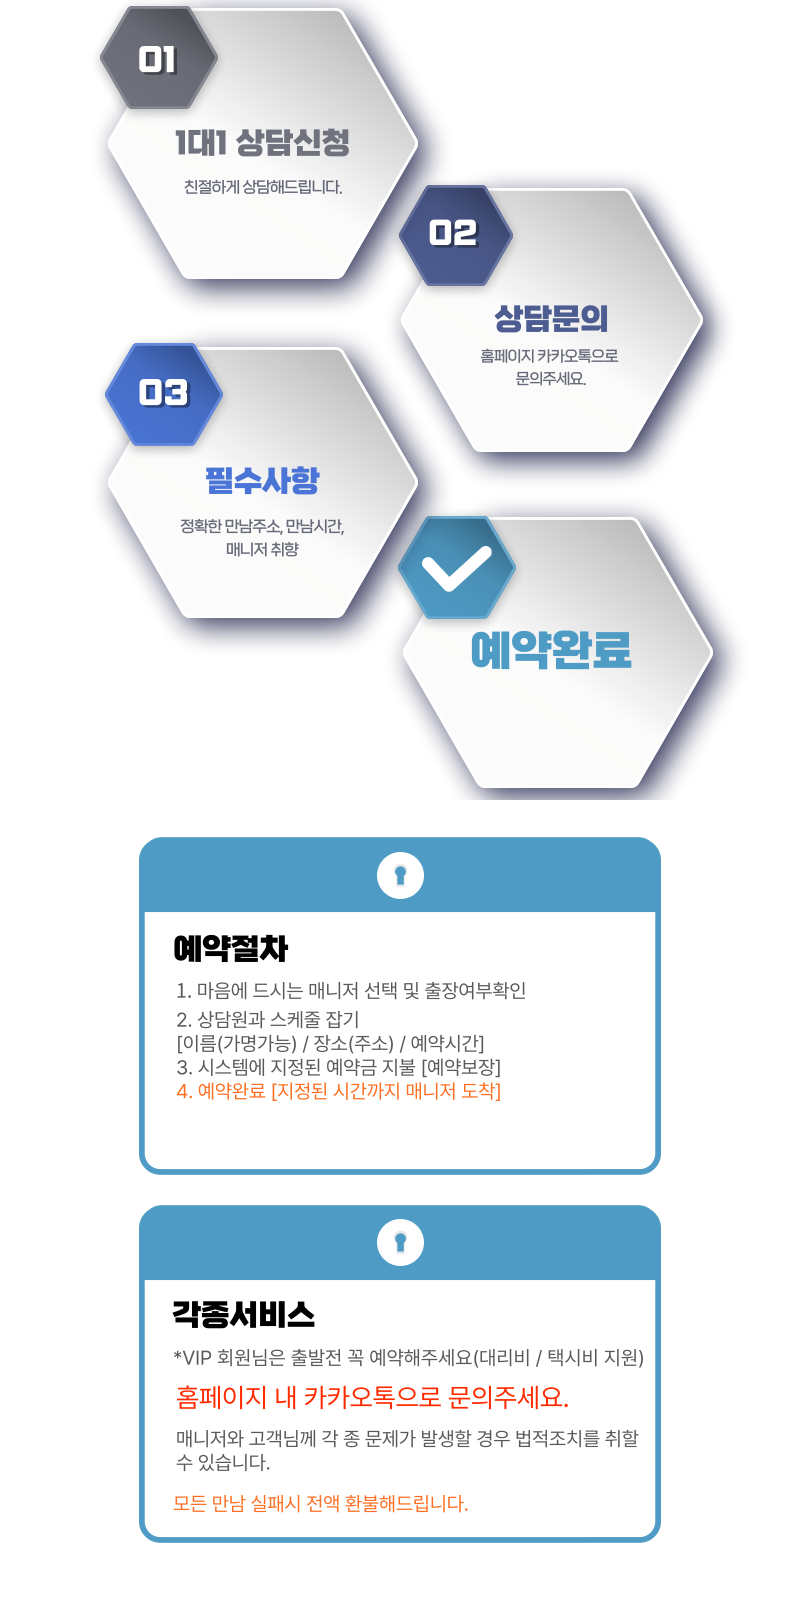 01
1대1 상담신청
친절하게 상담해드립니다.
02
상담문의
홈페이지 카카오톡으로
문의주세요.
03
필수사항
정확한 만남주소, 만남시간,
매니저 취향
예약완료
예약절차
1. 마음에 드시는 매니저 선택 및 출장여부확인
2. 상담원과 스케줄 잡기
[이름(가명가능) / 장소(주소) / 예약시간]
3. 시스템에 지정된 예약금 지불 [예약보장]
4. 예약완료 [지정된 시간까지 매니저 도착]
각종서비스
*VIP 회원님은 출발전 꼭 예약해주세요(대리비 / 택시비 지원)
홈페이지 내 카카오톡으로 문의주세요.
매니저와 고객님께 각 종 문제가 발생할 경우 법적조치를 취할
수 있습니다.
모든 만남 실패시 전액 환불해드립니다.